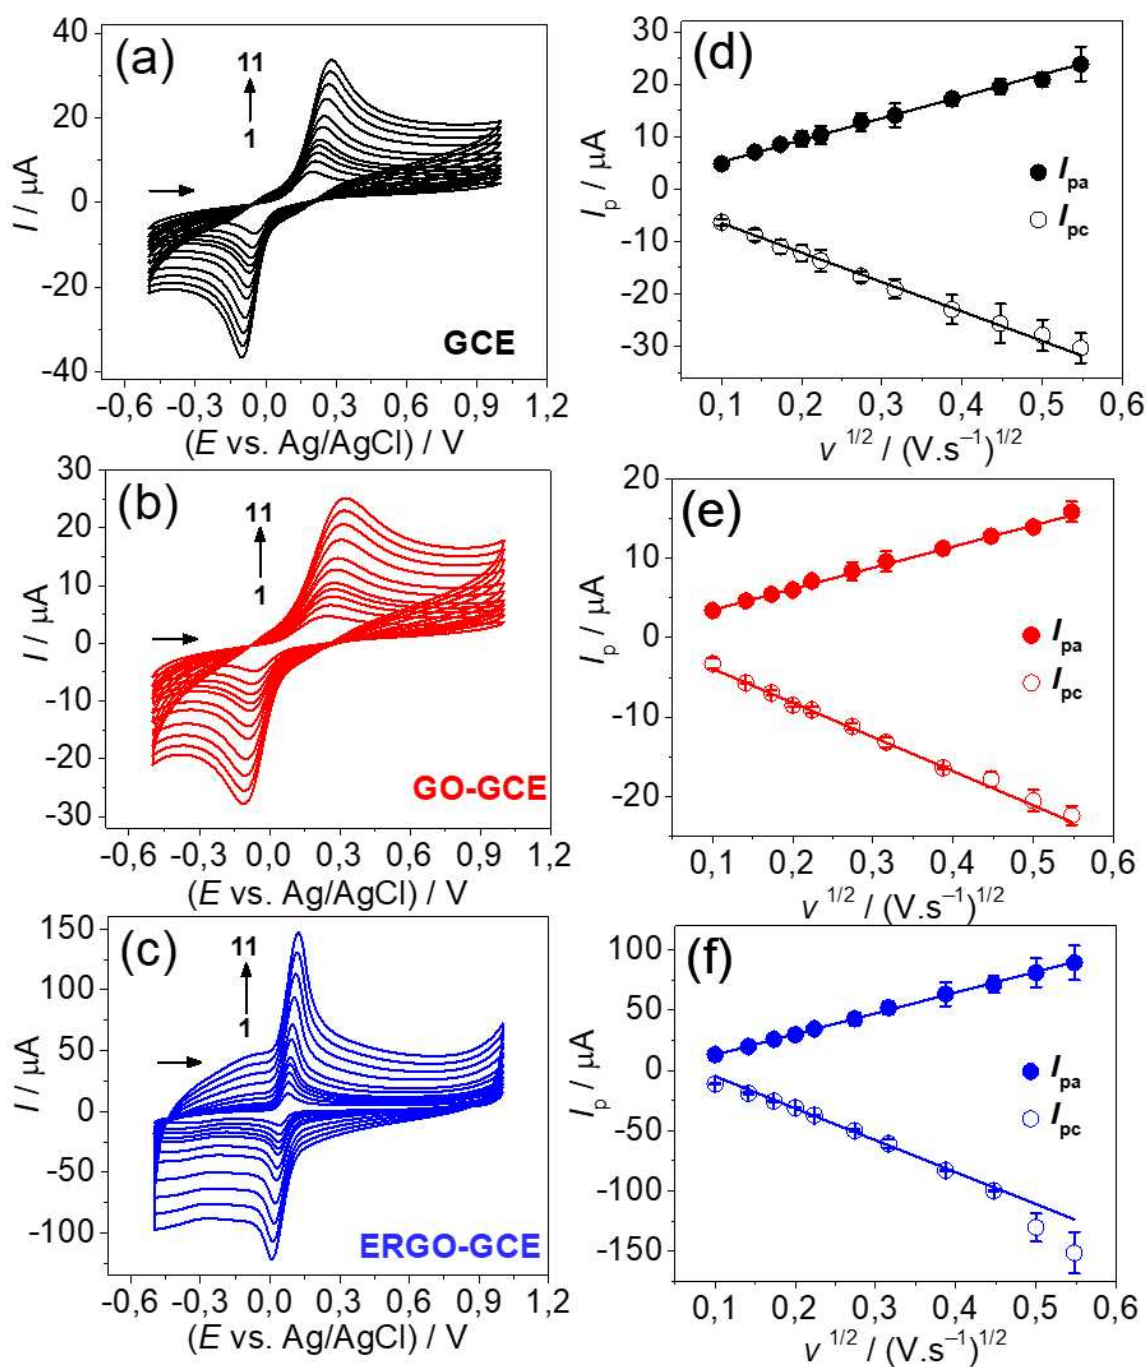 (a)
40
20
0
-20
-40
I / µA
11
1
GCE
-0,6 -0,3 0,0 0,3 0,6 0,9 1,2
(E vs. Ag/AgCl) / V
(d)
30
20
10
0
-10
-20
-30
Ip / µA
Ipa
Ipc
0,1 0,2 0,3 0,4 0,5 0,6
v 1/2 / (V.s–1)1/2
(b)
30
20
10
0
-10
-20
-30
I / µA
11
1
GO-GCE
-0,6 -0,3 0,0 0,3 0,6 0,9 1,2
(E vs. Ag/AgCl) / V
(e)
20
10
0
-10
-20
Ip / µA
Ipa
Ipc
0,1 0,2 0,3 0,4 0,5 0,6
v 1/2 / (V.s–1)1/2
(c)
150
100
50
0
-50
-100
I / µA
11
1
ERGO-GCE
-0,6 -0,3 0,0 0,3 0,6 0,9 1,2
(E vs. Ag/AgCl) / V
(f)
100
50
0
-50
-100
-150
Ip / µA
Ipa
Ipc
0,1 0,2 0,3 0,4 0,5 0,6
v 1/2 / (V.s–1)1/2